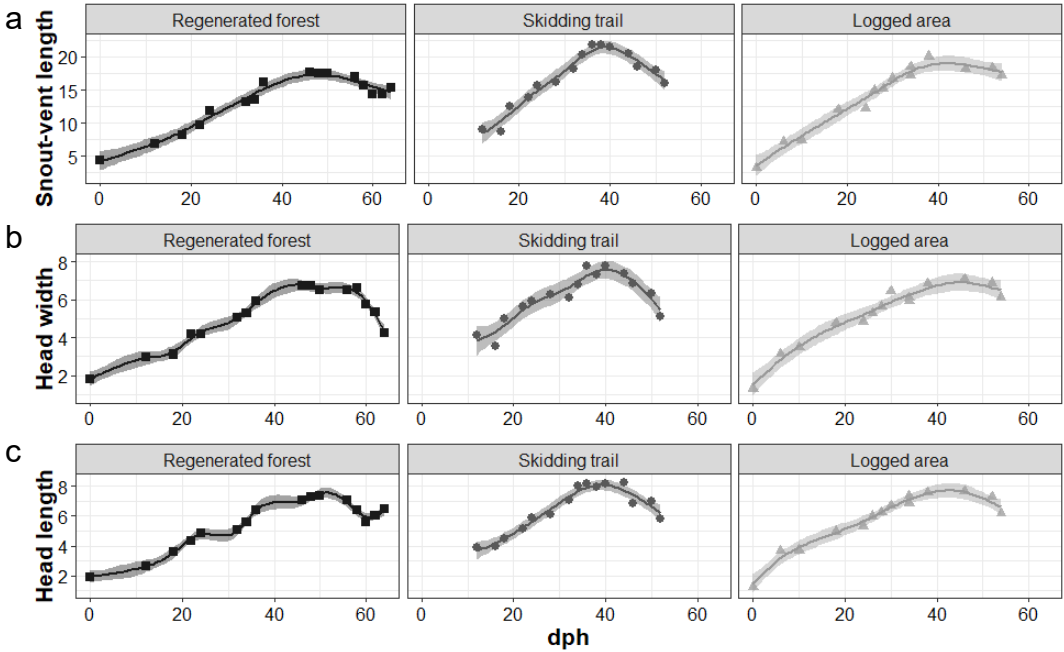 a
Regenerated forest Skidding trail Logged area
Snout-vent length
20
15
10
5
0 20 40 60 0 20 40 60 0 20 40 60
b
Regenerated forest Skidding trail Logged area
Head width
8
6
4
2
0 20 40 60 0 20 40 60 0 20 40 60
c
Regenerated forest Skidding trail Logged area
Head length
8
6
4
2
0 20 40 60 0 20 40 60 0 20 40 60
dph